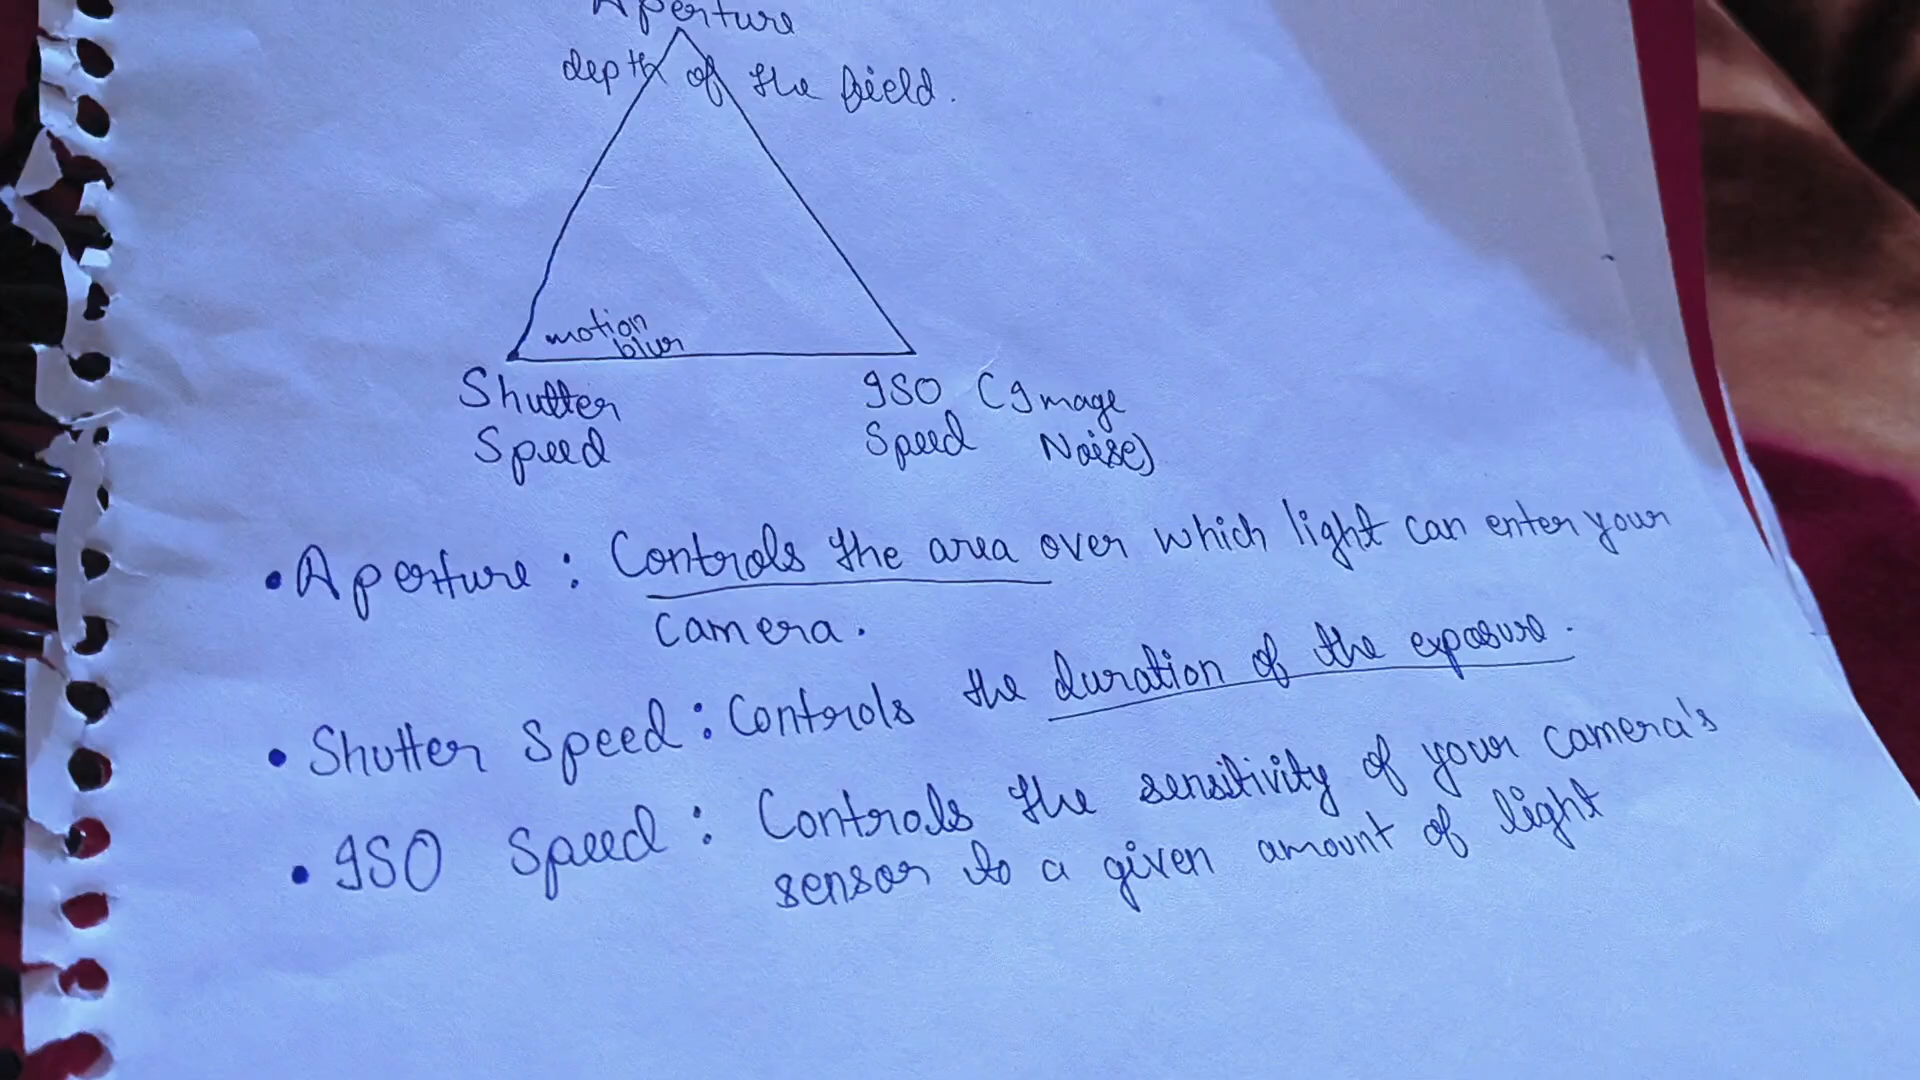 Aperture
depth of the field.
motion
blur
Shutter
Speed
ISO (Image
Speed Noise)
• Aperture : Controls the area over which light can enter your
camera.
• Shutter Speed : Controls the duration of the exposure.
• ISO Speed : Controls the sensitivity of your camera's
sensor to a given amount of light